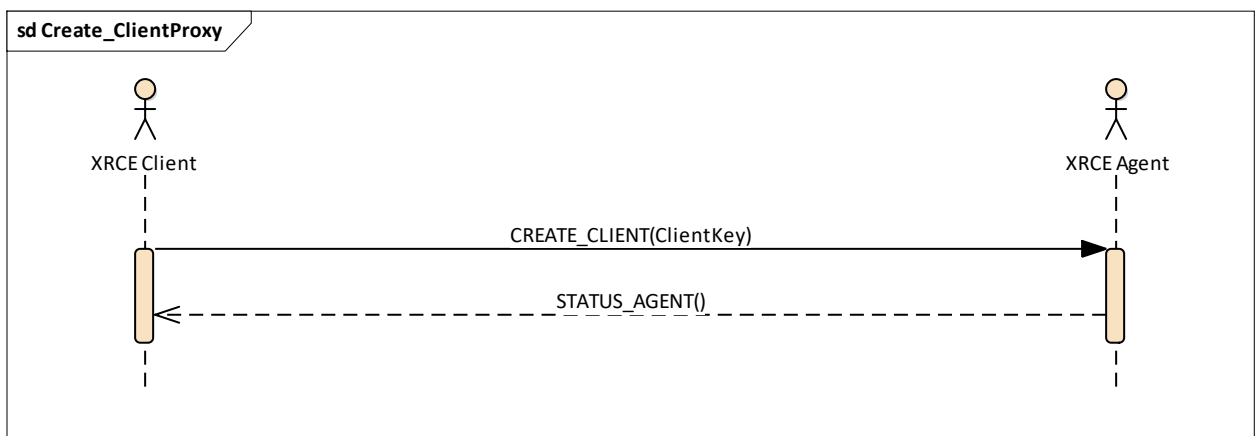 sd Create_ClientProxy
XRCE Client
XRCE Agent
CREATE_CLIENT(ClientKey)
STATUS_AGENT()